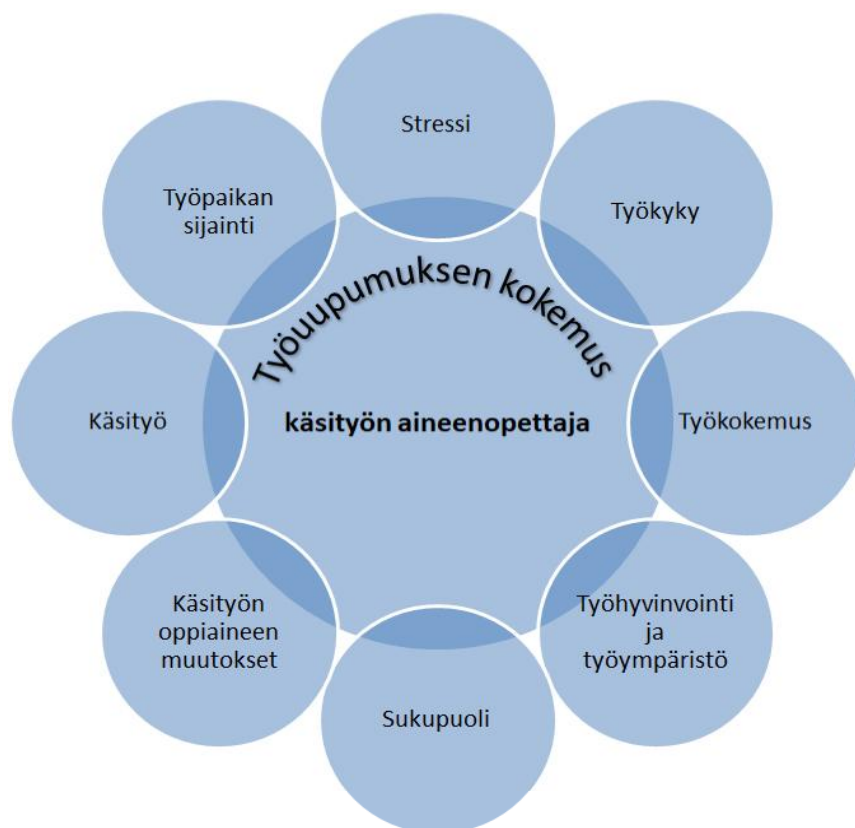 Stressi
Työkyky
Työkokemus
Työhyvinvointi
ja
työympäristö
Sukupuoli
Käsityön
oppiaineen
muutokset
Käsityö
Työpaikan
sijainti
Työuupumuksen kokemus
käsityön aineenopettaja